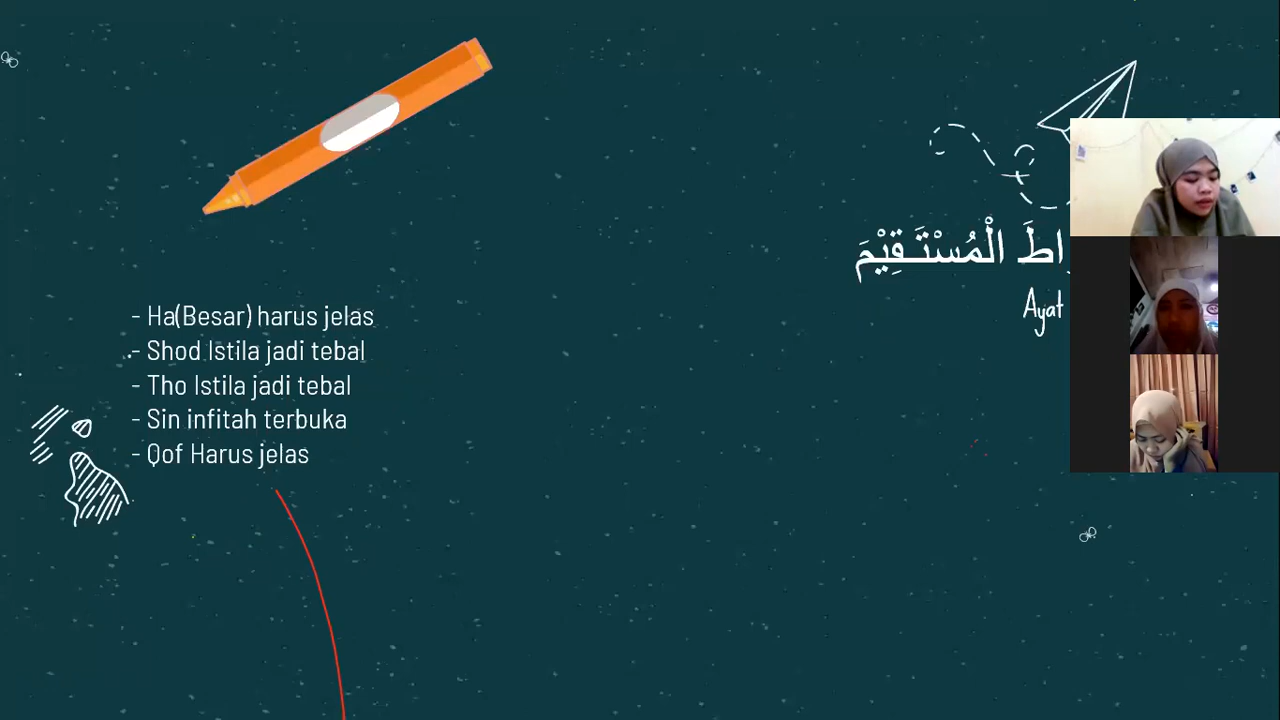 الْمُسْتَـقِيْمَ
Ayat
- Ha(Besar) harus jelas
- Shod Istila jadi tebal
- Tho Istila jadi tebal
- Sin infitah terbuka
- Qof Harus jelas